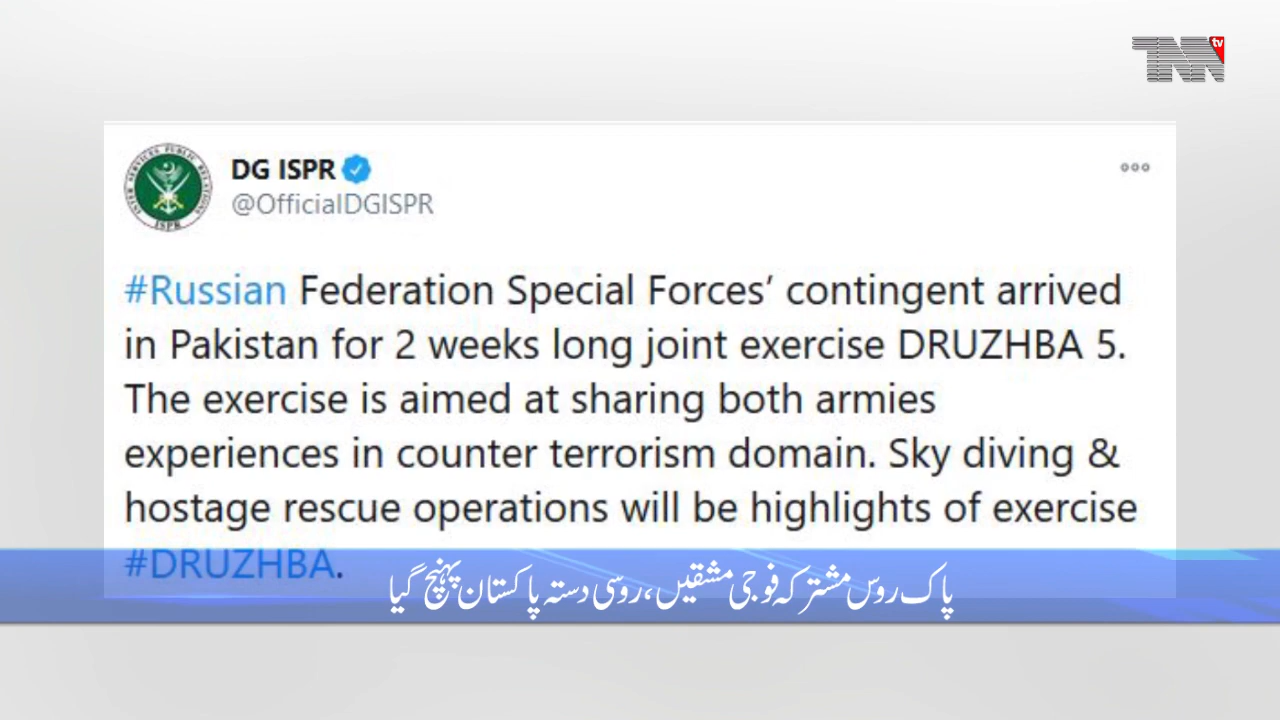 TNN tv
DG ISPR
@OfficialDGISPR
#Russian Federation Special Forces’ contingent arrived
in Pakistan for 2 weeks long joint exercise DRUZHBA 5.
The exercise is aimed at sharing both armies
experiences in counter terrorism domain. Sky diving &
hostage rescue operations will be highlights of exercise
#DRUZHBA.
پاک روس مشترکہ فوجی مشقیں، روسی دستہ پاکستان پہنچ گیا